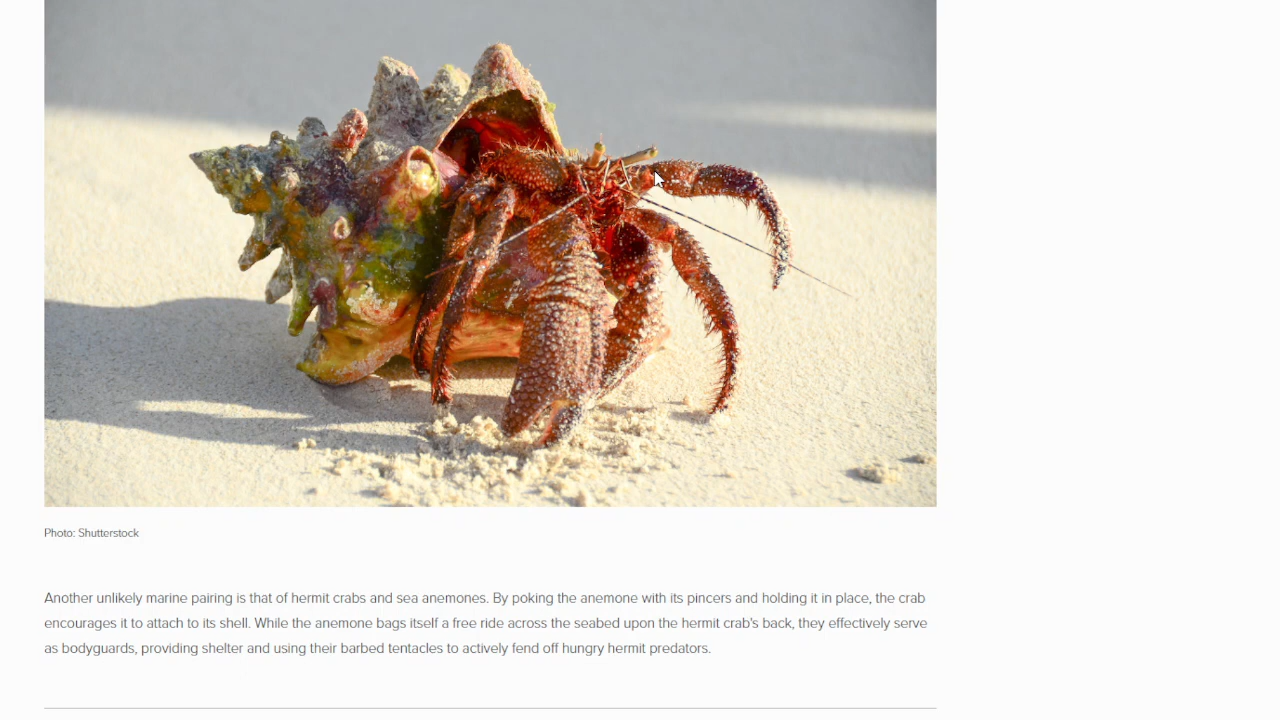 Photo: Shutterstock
Another unlikely marine pairing is that of hermit crabs and sea anemones. By poking the anemone with its pincers and holding it in place, the crab
encourages it to attach to its shell. While the anemone bags itself a free ride across the seabed upon the hermit crab's back, they effectively serve
as bodyguards, providing shelter and using their barbed tentacles to actively fend off hungry hermit predators.